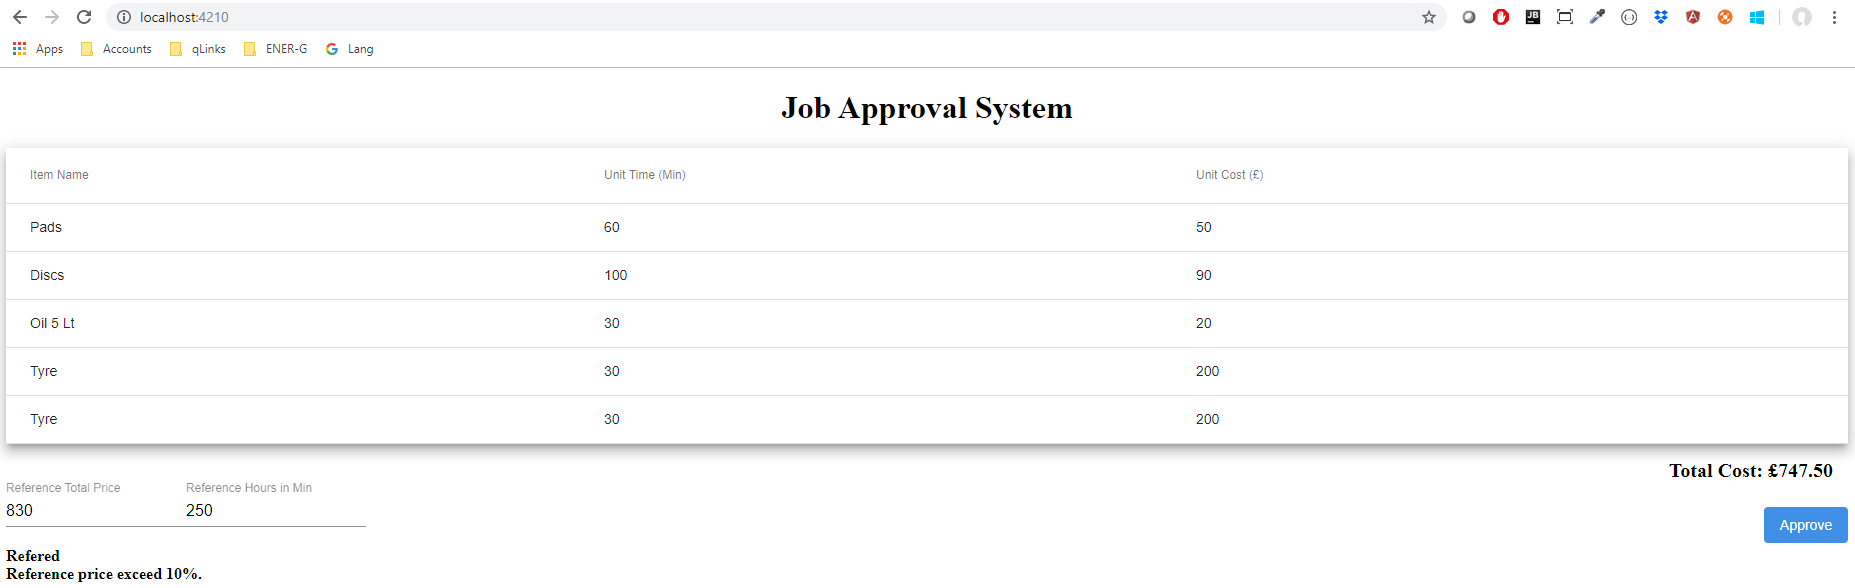 localhost:4210
Apps Accounts qLinks ENER-G Lang
Job Approval System
Item Name Unit Time (Min) Unit Cost (£)
Pads 60 50
Discs 100 90
Oil 5 Lt 30 20
Tyre 30 200
Tyre 30 200
Total Cost: £747.50
Reference Total Price Reference Hours in Min
830 250
Approve
Refered
Reference price exceed 10%.